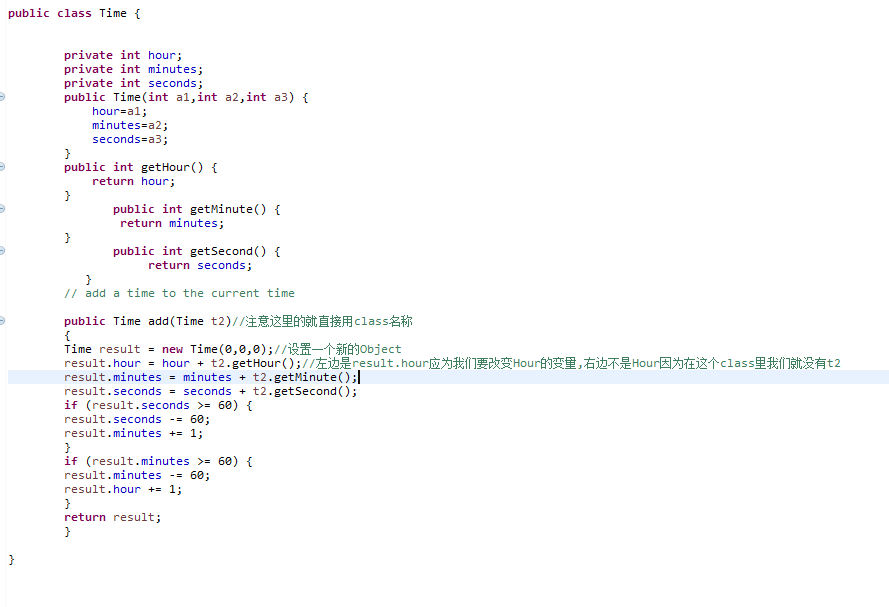 public class Time {
private int hour;
private int minutes;
private int seconds;
public Time(int a1,int a2,int a3) {
hour=a1;
minutes=a2;
seconds=a3;
}
public int getHour() {
return hour;
}
public int getMinute() {
return minutes;
}
public int getSecond() {
return seconds;
}
// add a time to the current time
public Time add(Time t2)//注意这里的就直接用class名称
{
Time result = new Time(0,0,0);//设置一个新的Object
result.hour = hour + t2.getHour();//左边是result.hour应为我们要改变Hour的变量,右边不是Hour因为在这个class里我们就没有t2
result.minutes = minutes + t2.getMinute();
result.seconds = seconds + t2.getSecond();
if (result.seconds >= 60) {
result.seconds -= 60;
result.minutes += 1;
}
if (result.minutes >= 60) {
result.minutes -= 60;
result.hour += 1;
}
return result;
}
}